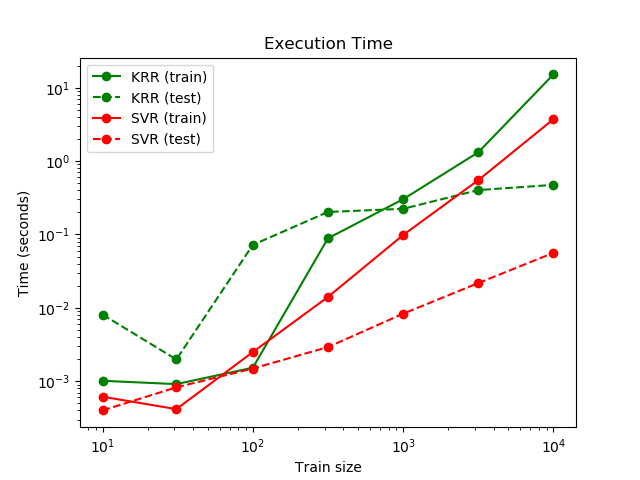 Execution Time
KRR (train)
KRR (test)
SVR (train)
SVR (test)
Time (seconds)
10¹
10⁰
10⁻¹
10⁻²
10⁻³
10¹ 10² 10³ 10⁴
Train size